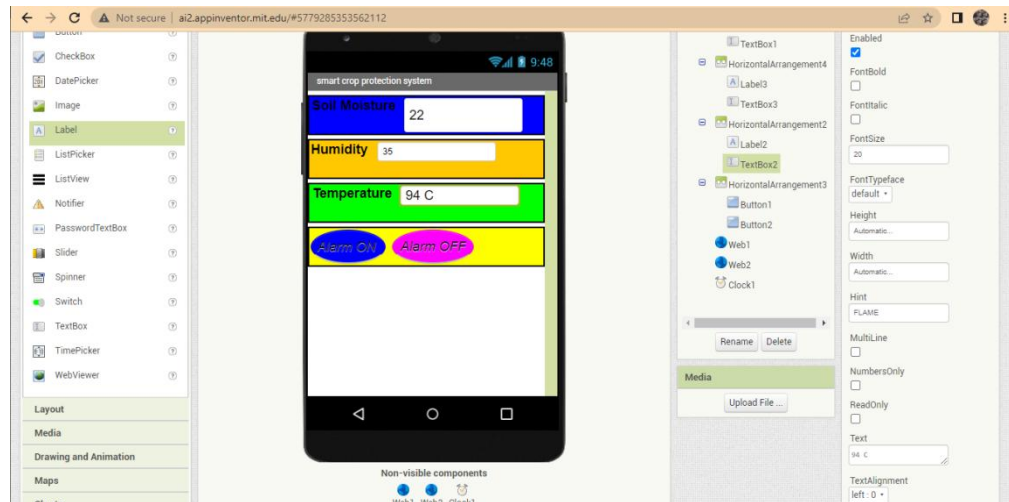 Not secure | ai2.appinventor.mit.edu/#5779285353562112
Button
CheckBox
DatePicker
Image
Label
ListPicker
ListView
Notifier
PasswordTextBox
Slider
Spinner
Switch
TextBox
TimePicker
WebViewer
Layout
Media
Drawing and Animation
Maps
9:48
smart crop protection system
Soil Moisture 22
Humidity 35
Temperature 94 C
Alarm ON Alarm OFF
Non-visible components
Web1 Web2 Clock1
TextBox1
HorizontalArrangement4
Label3
TextBox3
HorizontalArrangement2
Label2
TextBox2
HorizontalArrangement3
Button1
Button2
Web1
Web2
Clock1
Rename Delete
Media
Upload File ...
Enabled
FontBold
FontItalic
FontSize
20
FontTypeface
default
Height
Automatic...
Width
Automatic...
Hint
FLAME
MultiLine
NumbersOnly
ReadOnly
Text
94 C
TextAlignment
left : 0